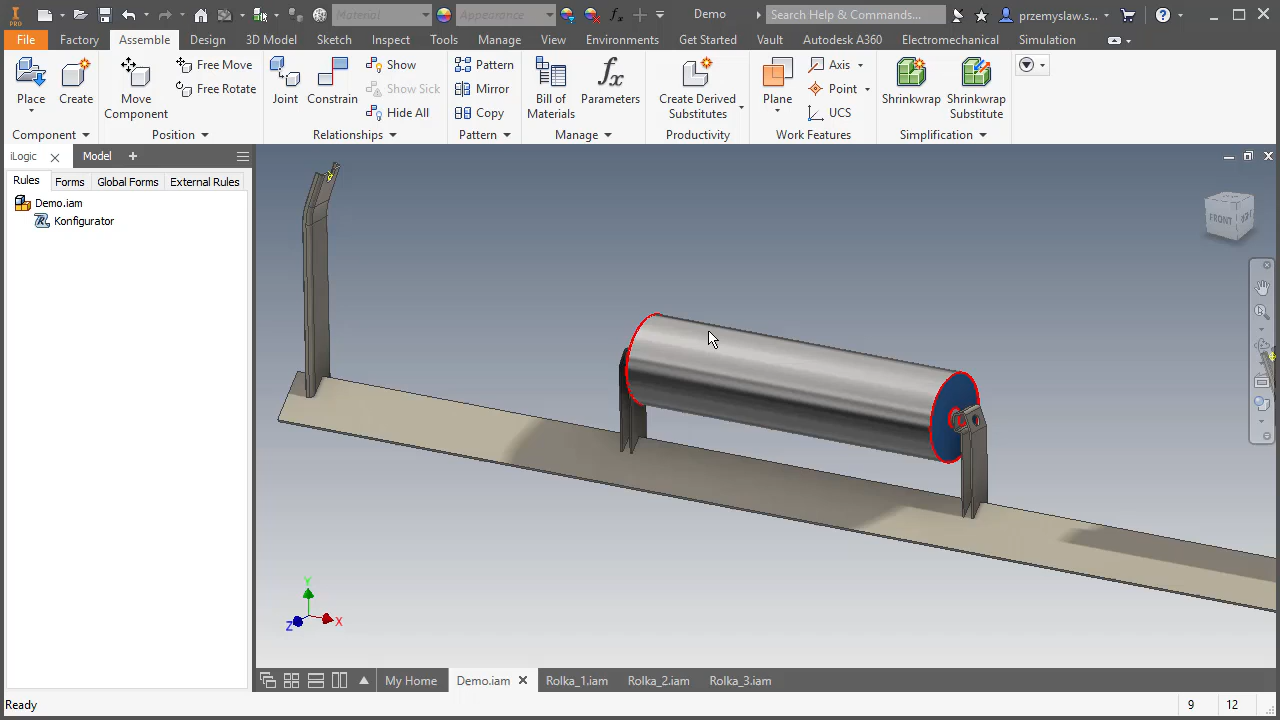 PRO
Material
Appearance
Demo
Search Help & Commands...
przemyslaw.s...
File
Factory
Assemble
Design
3D Model
Sketch
Inspect
Tools
Manage
View
Environments
Get Started
Vault
Autodesk A360
Electromechanical
Simulation
Place
Create
Move
Component
Free Move
Free Rotate
Joint
Constrain
Show
Show Sick
Hide All
Pattern
Mirror
Copy
Bill of
Materials
Parameters
Create Derived
Substitutes
Plane
Axis
Point
UCS
Shrinkwrap
Shrinkwrap
Substitute
Component
Position
Relationships
Pattern
Manage
Productivity
Work Features
Simplification
iLogic
Model
Rules
Forms
Global Forms
External Rules
Demo.iam
Konfigurator
FRONT
Y
X
Z
My Home
Demo.iam
Rolka_1.iam
Rolka_2.iam
Rolka_3.iam
Ready
9
12